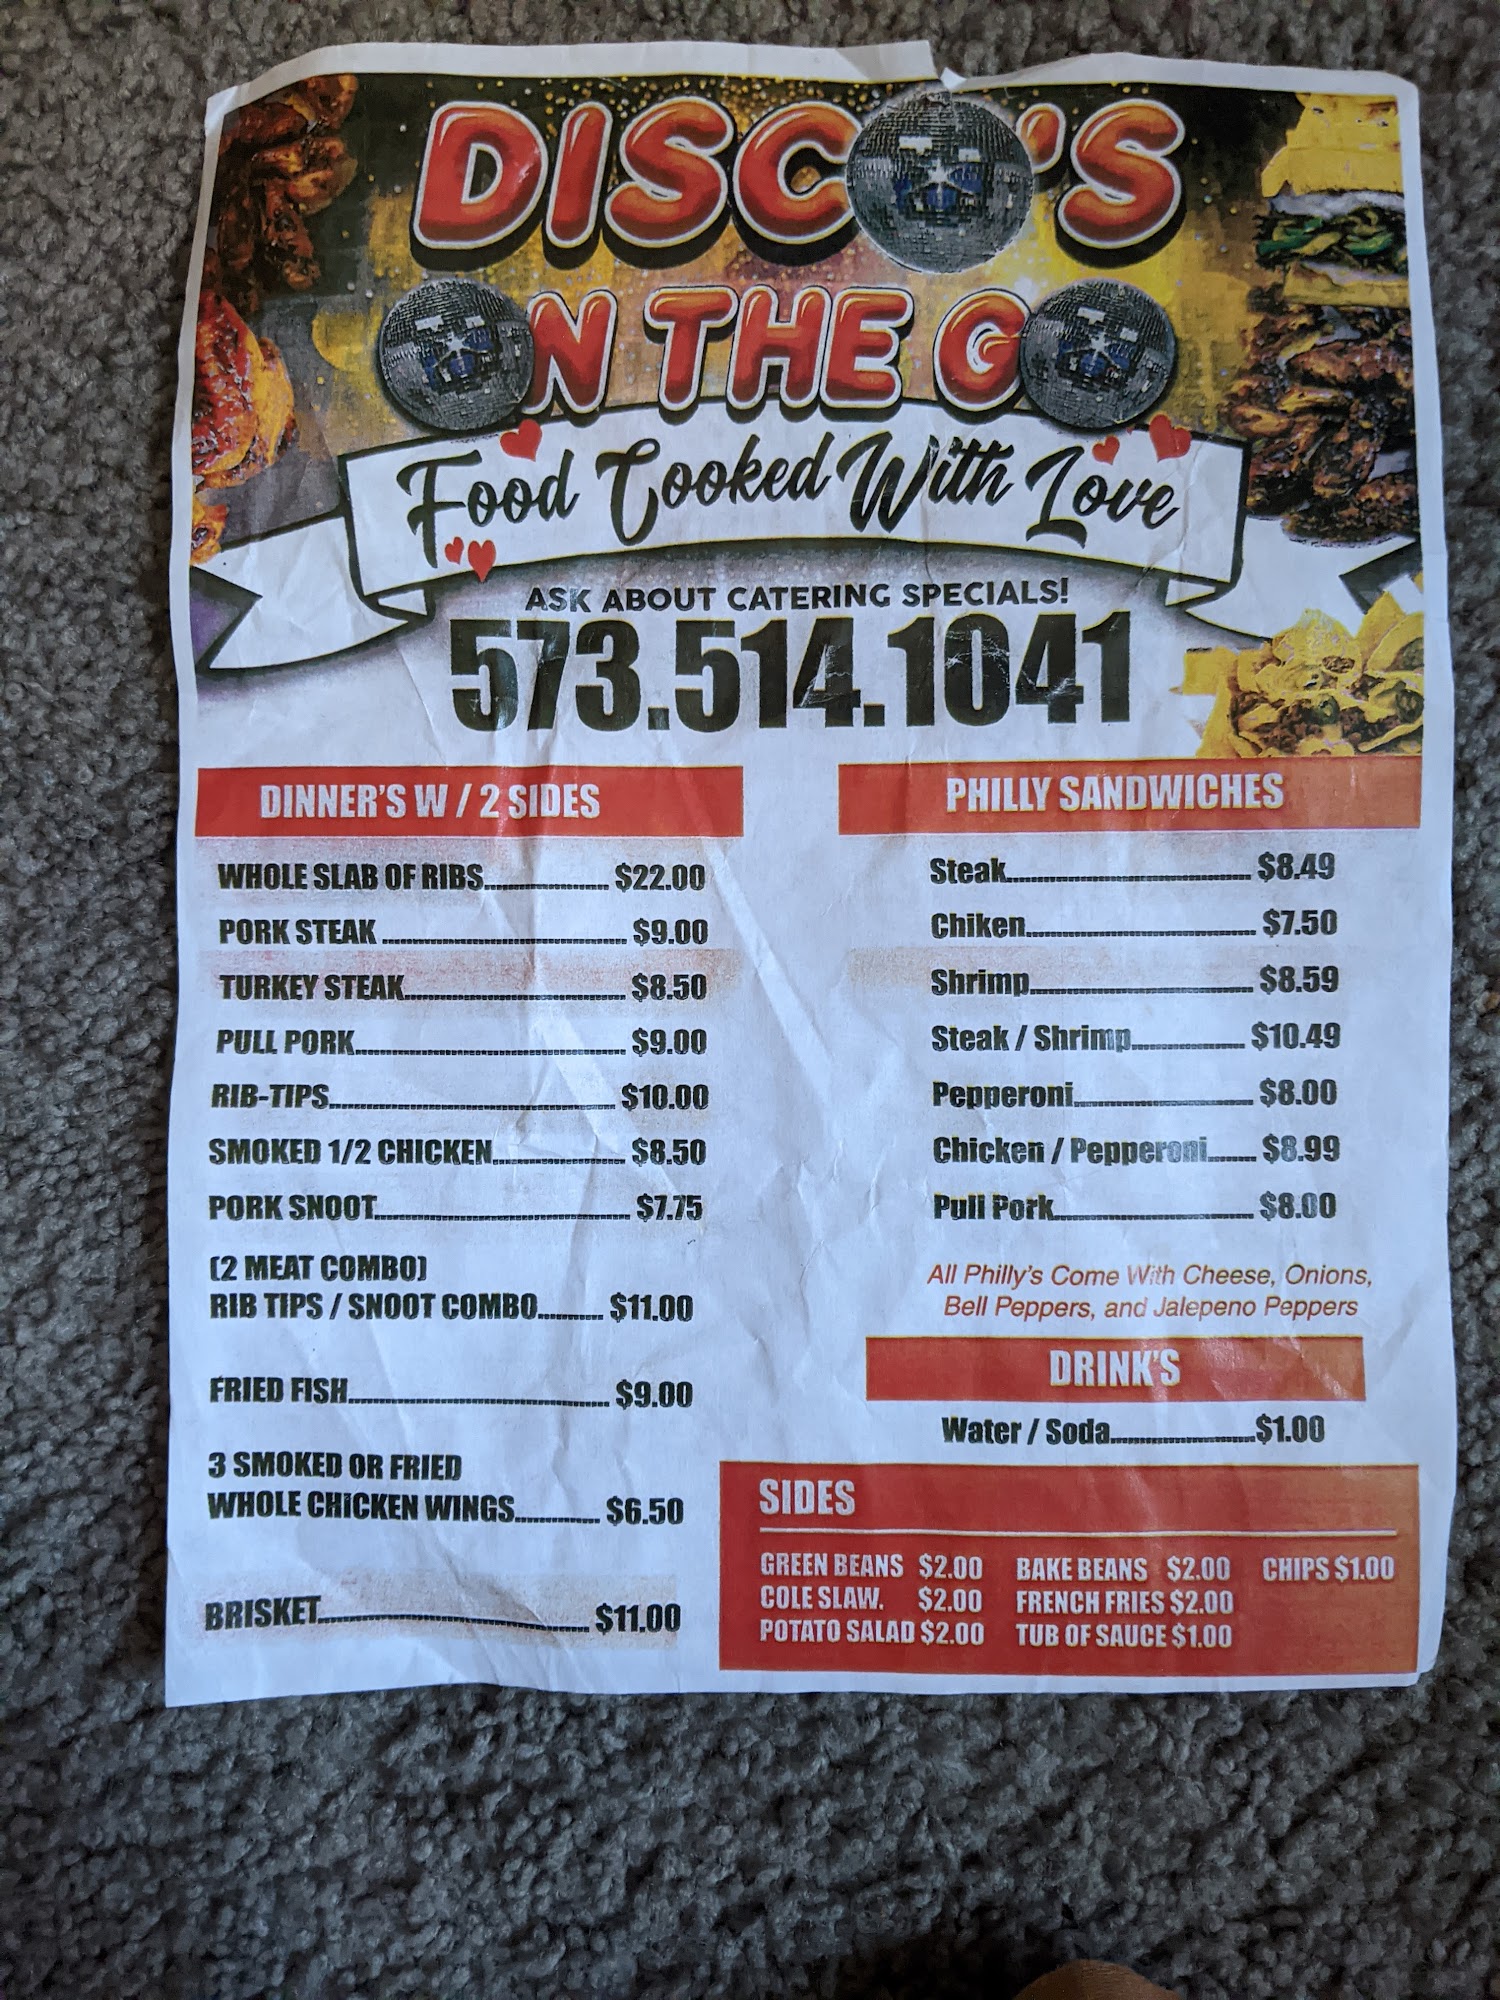 DISCO'S
ON THE GO
Food Cooked With Love
ASK ABOUT CATERING SPECIALS!
573.514.1041
DINNER'S W / 2 SIDES
WHOLE SLAB OF RIBS $22.00
PORK STEAK $9.00
TURKEY STEAK $8.50
PULL PORK $9.00
RIB-TIPS $10.00
SMOKED 1/2 CHICKEN $8.50
PORK SNOOT $7.75
(2 MEAT COMBO)
RIB TIPS / SNOOT COMBO $11.00
FRIED FISH $9.00
3 SMOKED OR FRIED
WHOLE CHICKEN WINGS $6.50
BRISKET $11.00
PHILLY SANDWICHES
Steak $8.49
Chiken $7.50
Shrimp $8.59
Steak / Shrimp $10.49
Pepperoni $8.00
Chicken / Pepperoni $8.99
Pull Pork $8.00
All Philly's Come With Cheese, Onions,
Bell Peppers, and Jalepeno Peppers
DRINK'S
Water / Soda $1.00
SIDES
GREEN BEANS $2.00 BAKE BEANS $2.00 CHIPS $1.00
COLE SLAW. $2.00 FRENCH FRIES $2.00
POTATO SALAD $2.00 TUB OF SAUCE $1.00